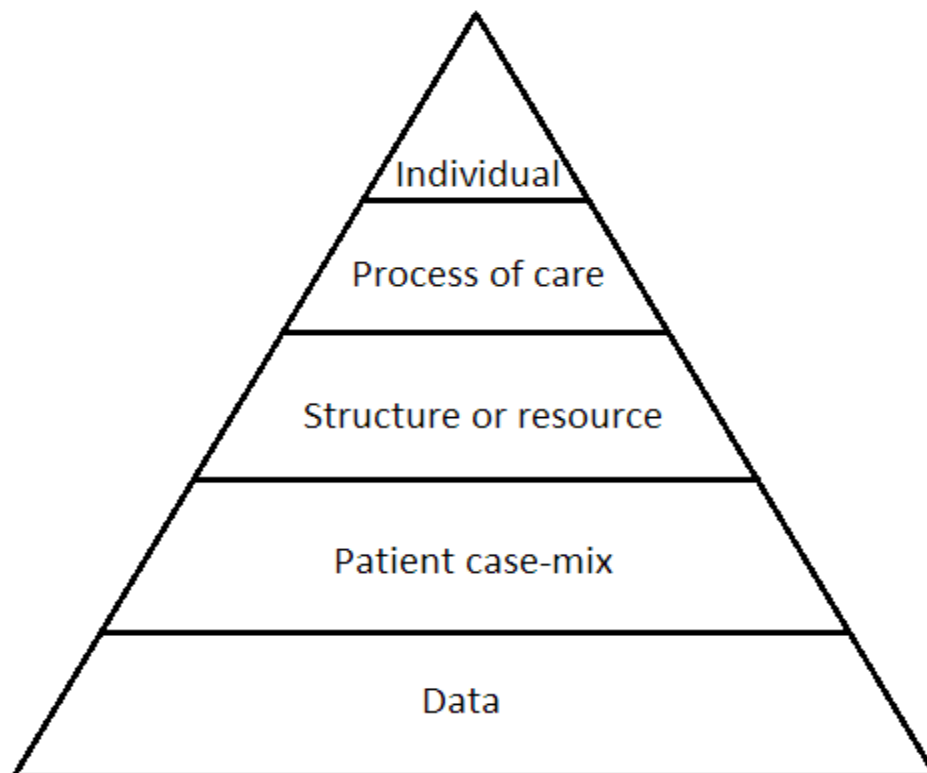 Individual
Process of care
Structure or resource
Patient case-mix
Data